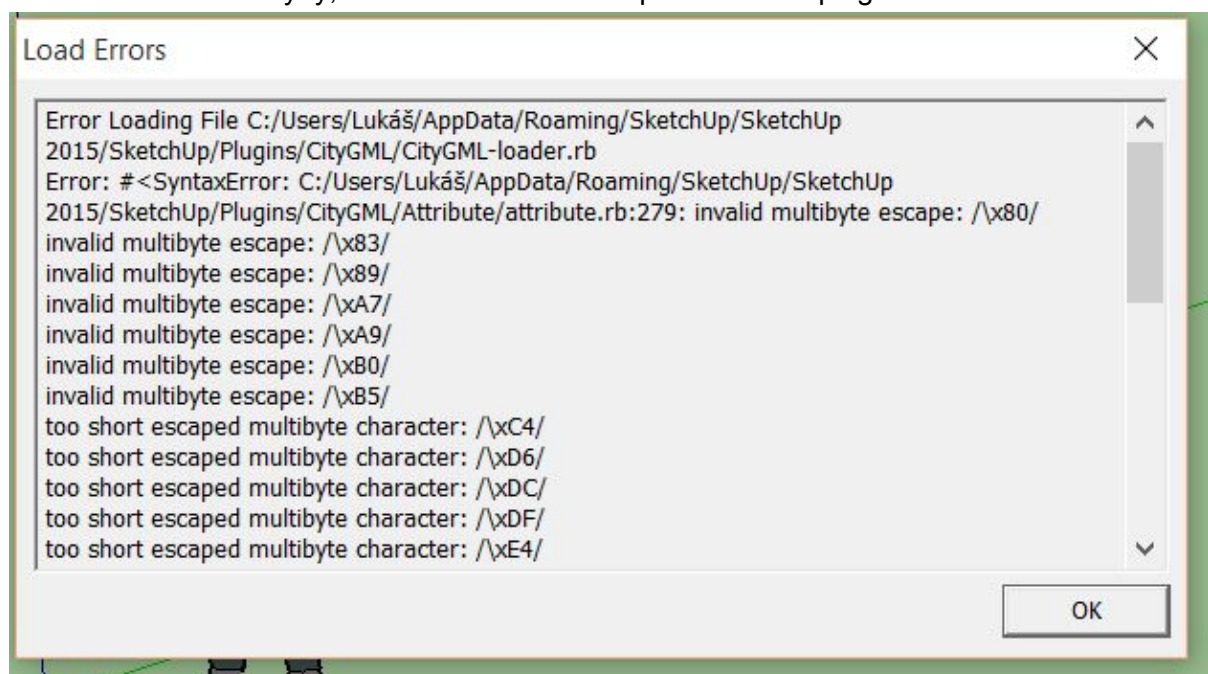 Load Errors
Error Loading File C:/Users/Lukáš/AppData/Roaming/SketchUp/SketchUp
2015/SketchUp/Plugins/CityGML/CityGML-loader.rb
Error: #<SyntaxError: C:/Users/Lukáš/AppData/Roaming/SketchUp/SketchUp
2015/SketchUp/Plugins/CityGML/Attribute/attribute.rb:279: invalid multibyte escape: /\x80/
invalid multibyte escape: /\x83/
invalid multibyte escape: /\x89/
invalid multibyte escape: /\xA7/
invalid multibyte escape: /\xA9/
invalid multibyte escape: /\xB0/
invalid multibyte escape: /\xB5/
too short escaped multibyte character: /\xC4/
too short escaped multibyte character: /\xD6/
too short escaped multibyte character: /\xDC/
too short escaped multibyte character: /\xDF/
too short escaped multibyte character: /\xE4/
OK